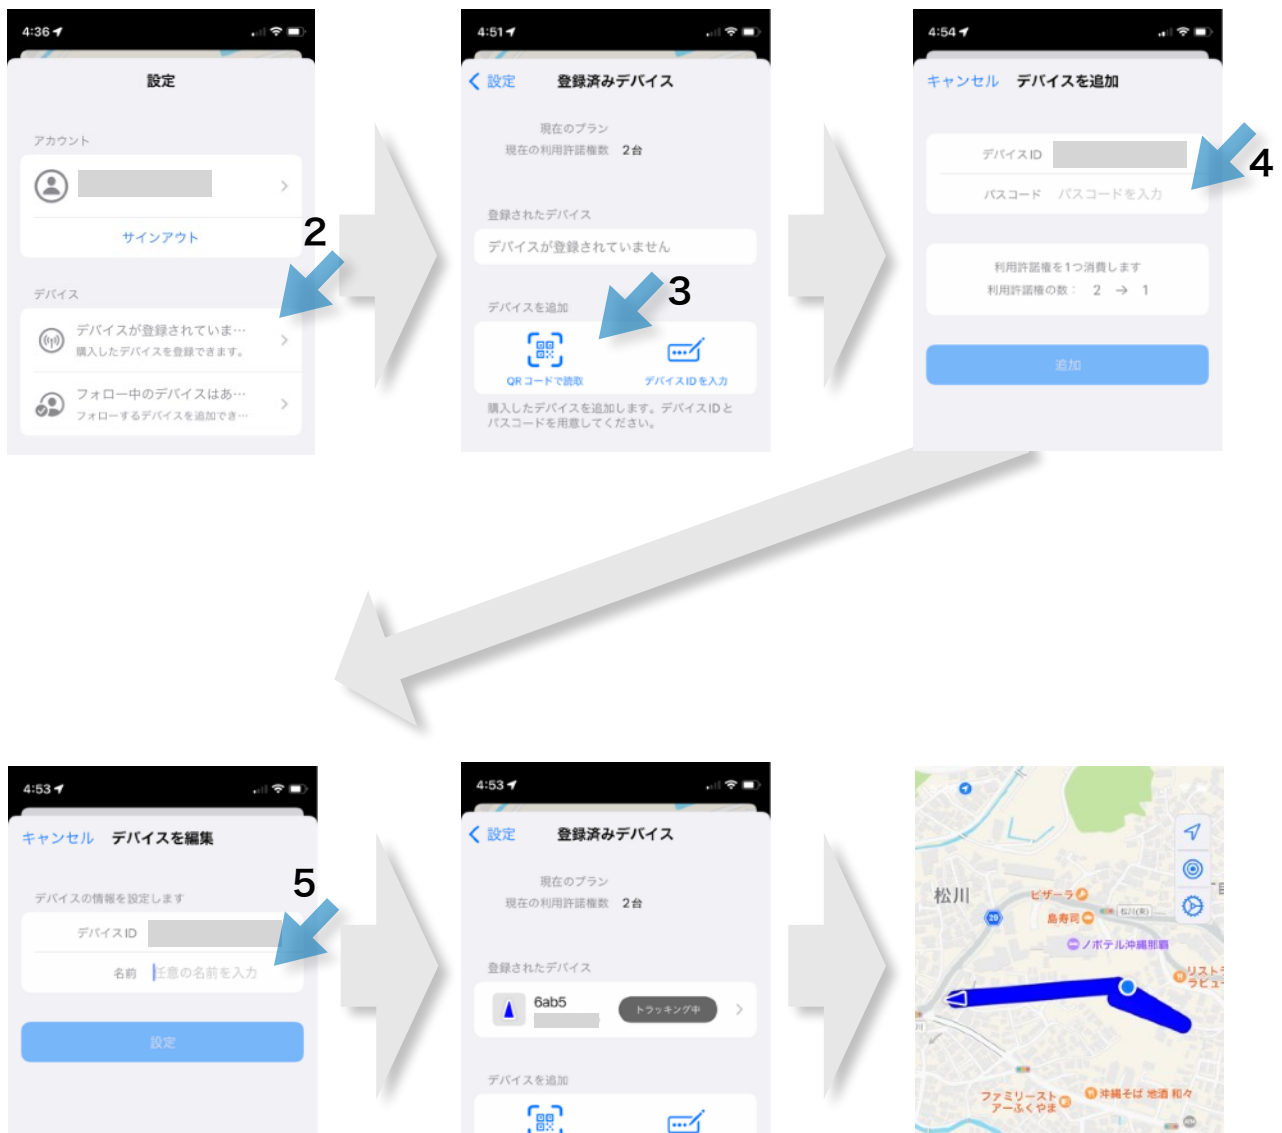 4:36
設定
アカウント
サインアウト
2
デバイス
デバイスが登録されていま…
購入したデバイスを登録できます。
フォロー中のデバイスはあ…
フォローするデバイスを追加でき…
4:51
設定
登録済みデバイス
現在のプラン
現在の利用許諾権数 2台
登録されたデバイス
デバイスが登録されていません
3
デバイスを追加
QRコードで読取
デバイスIDを入力
購入したデバイスを追加します。デバイスIDと
パスコードを用意してください。
4:54
キャンセル デバイスを追加
デバイスID
4
パスコード パスコードを入力
利用許諾権を1つ消費します
利用許諾権の数： 2 → 1
追加
4:53
キャンセル デバイスを編集
5
デバイスの情報を設定します
デバイスID
名前 任意の名前を入力
設定
4:53
設定
登録済みデバイス
現在のプラン
現在の利用許諾権数 2台
登録されたデバイス
6ab5
トラッキング中
デバイスを追加
松川
ピザーラ
29
島寿司
松川(東)
ノボテル沖縄那覇
リストラ
ラビュー
ファミリースト
アーふくやま
沖縄そば 地酒 和々